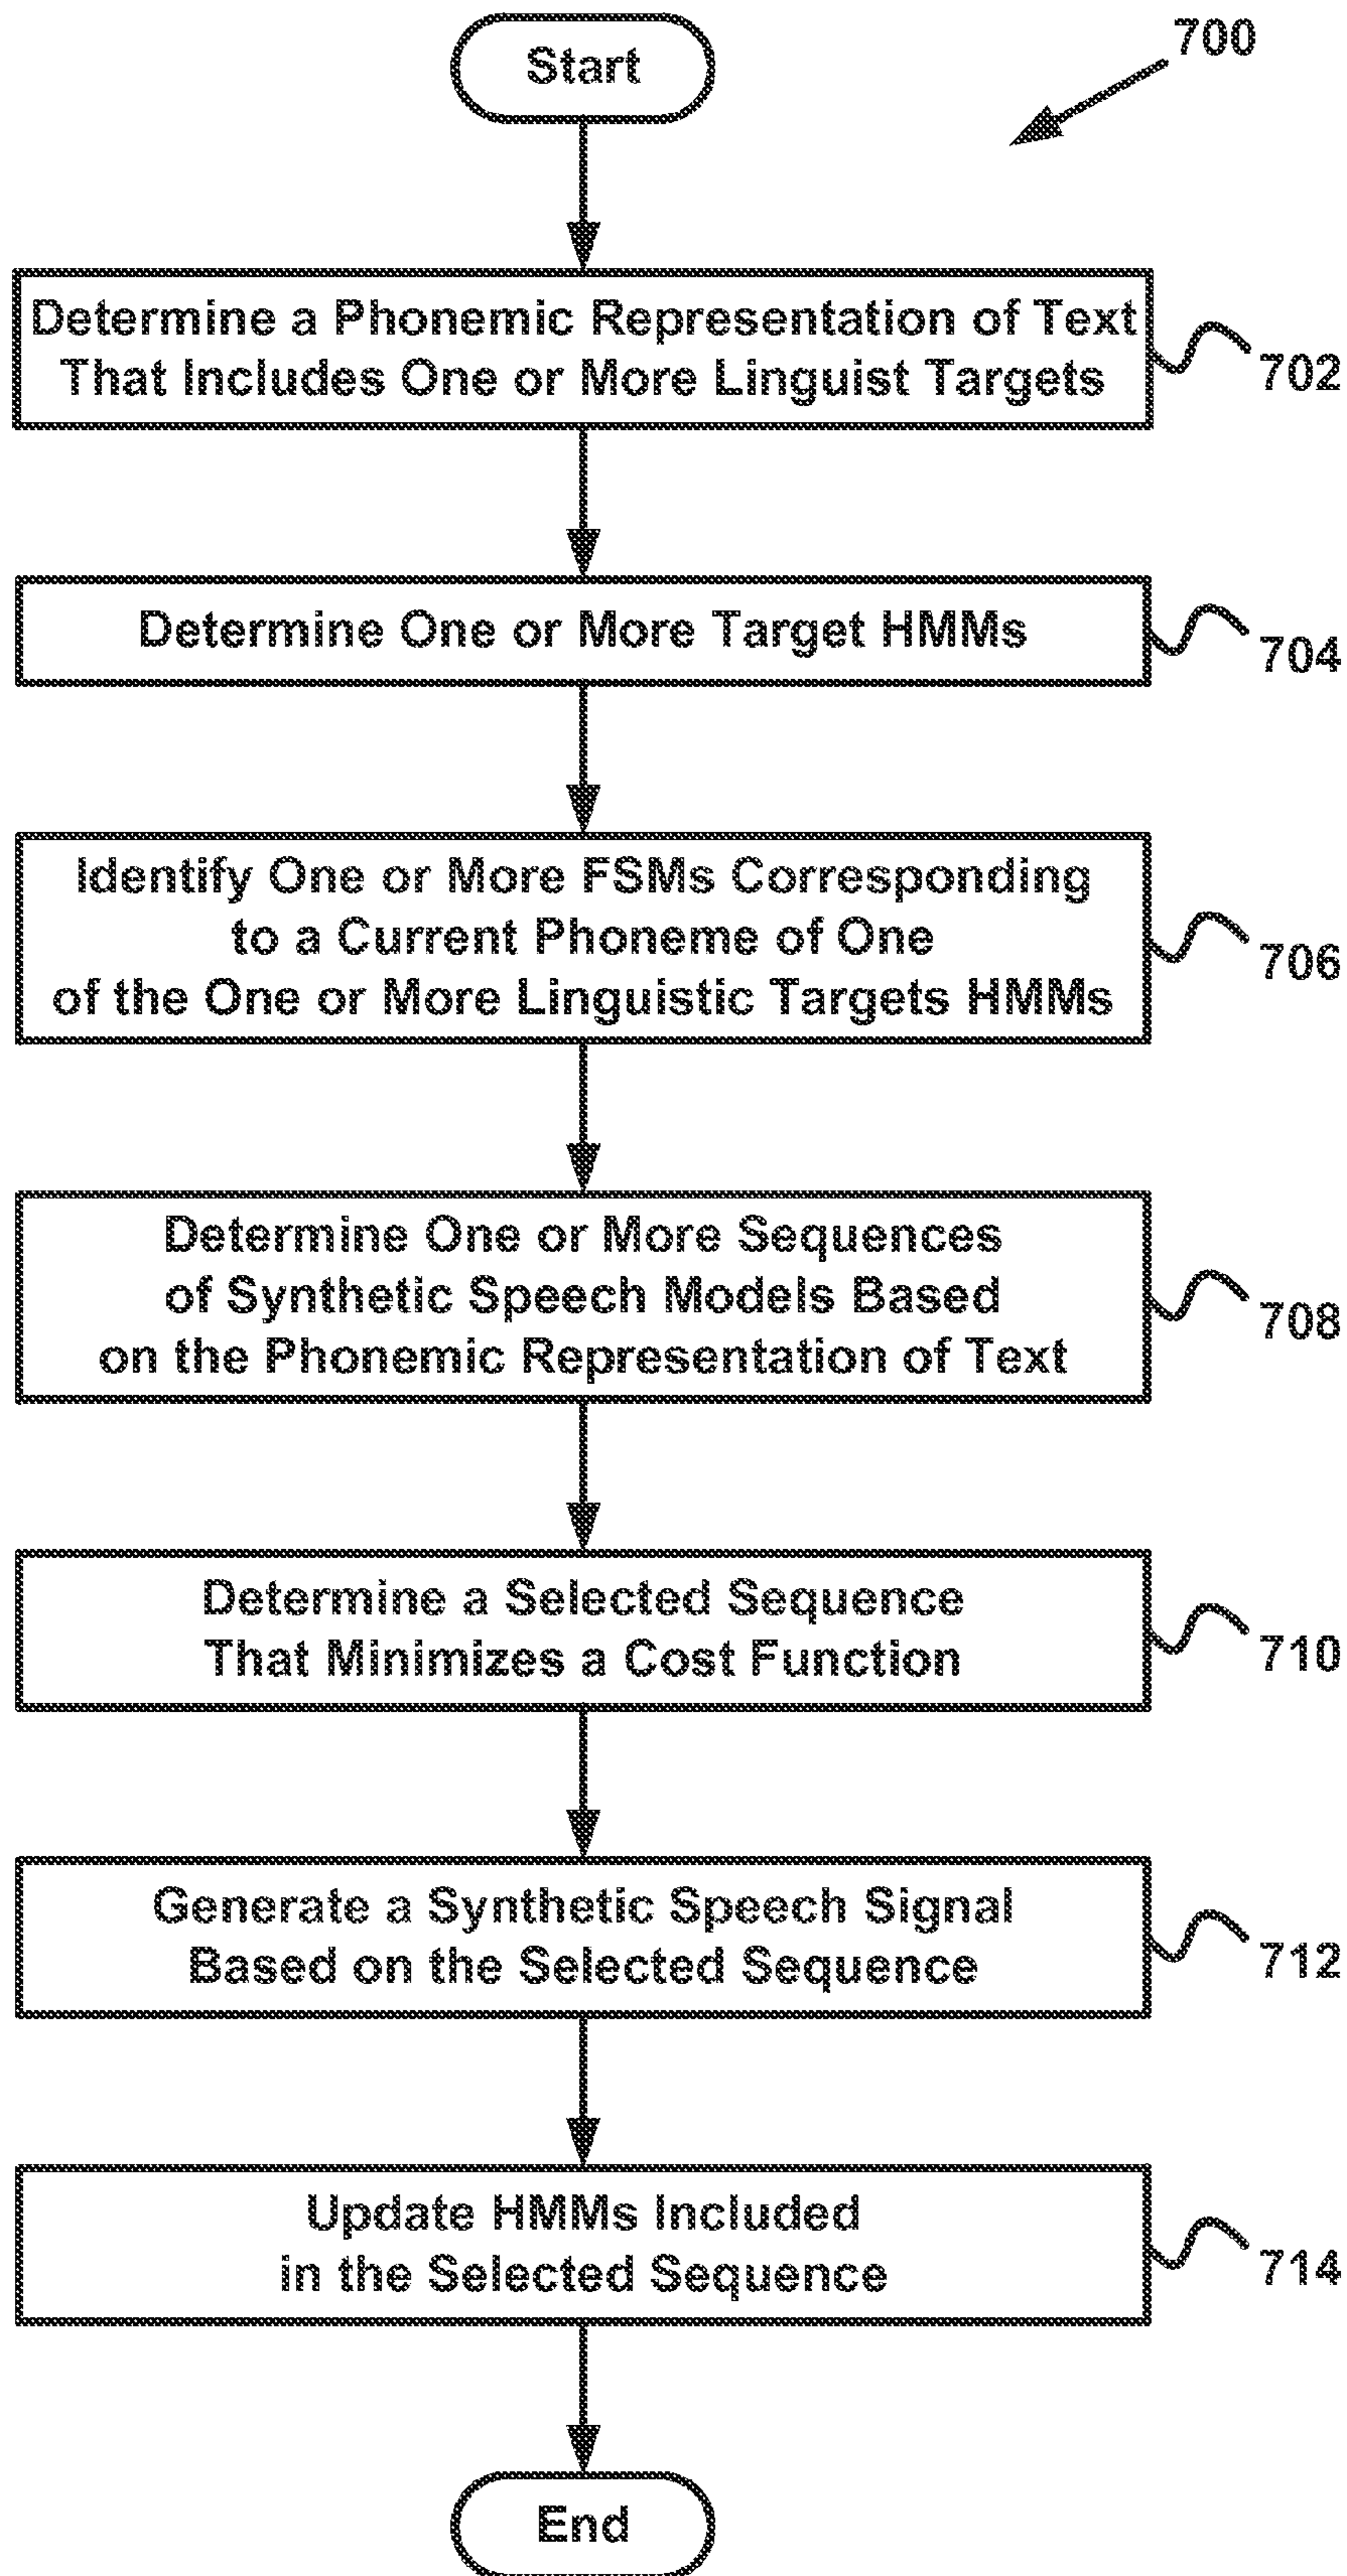 Start
700
Determine a Phonemic Representation of Text
That Includes One or More Linguist Targets
702
Determine One or More Target HMMs
704
Identify One or More FSMs Corresponding
to a Current Phoneme of One
of the One or More Linguistic Targets HMMs
706
Determine One or More Sequences
of Synthetic Speech Models Based
on the Phonemic Representation of Text
708
Determine a Selected Sequence
That Minimizes a Cost Function
710
Generate a Synthetic Speech Signal
Based on the Selected Sequence
712
Update HMMs Included
in the Selected Sequence
714
End